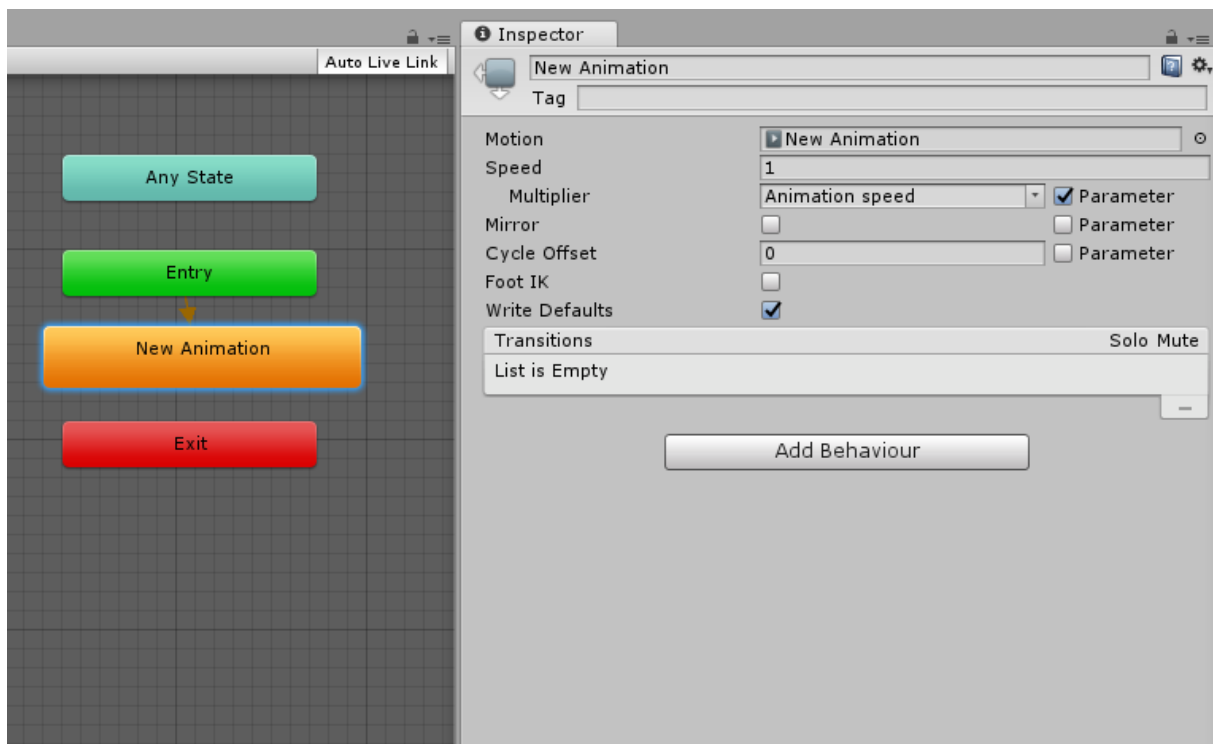 Auto Live Link
Any State
Entry
New Animation
Exit
Inspector
New Animation
Tag
Motion New Animation
Speed 1
Multiplier Animation speed Parameter
Mirror Parameter
Cycle Offset 0 Parameter
Foot IK
Write Defaults
Transitions Solo Mute
List is Empty
Add Behaviour